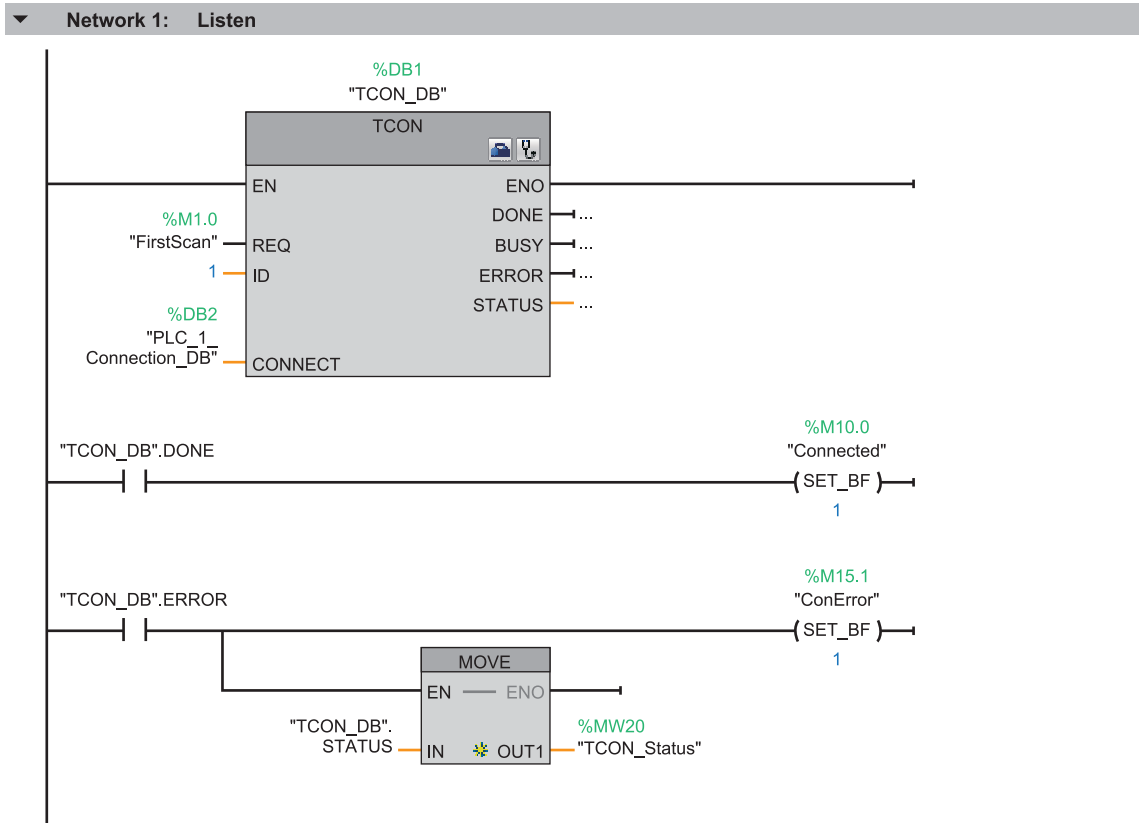 Network 1: Listen
%DB1
"TCON_DB"
TCON
EN
ENO
DONE
...
%M1.0
"FirstScan"
REQ
BUSY
...
1
ID
ERROR
...
STATUS
...
%DB2
"PLC_1_
Connection_DB"
CONNECT
"TCON_DB".DONE
%M10.0
"Connected"
( SET_BF )
1
"TCON_DB".ERROR
%M15.1
"ConError"
( SET_BF )
1
MOVE
EN
ENO
"TCON_DB".
STATUS
IN
OUT1
%MW20
"TCON_Status"